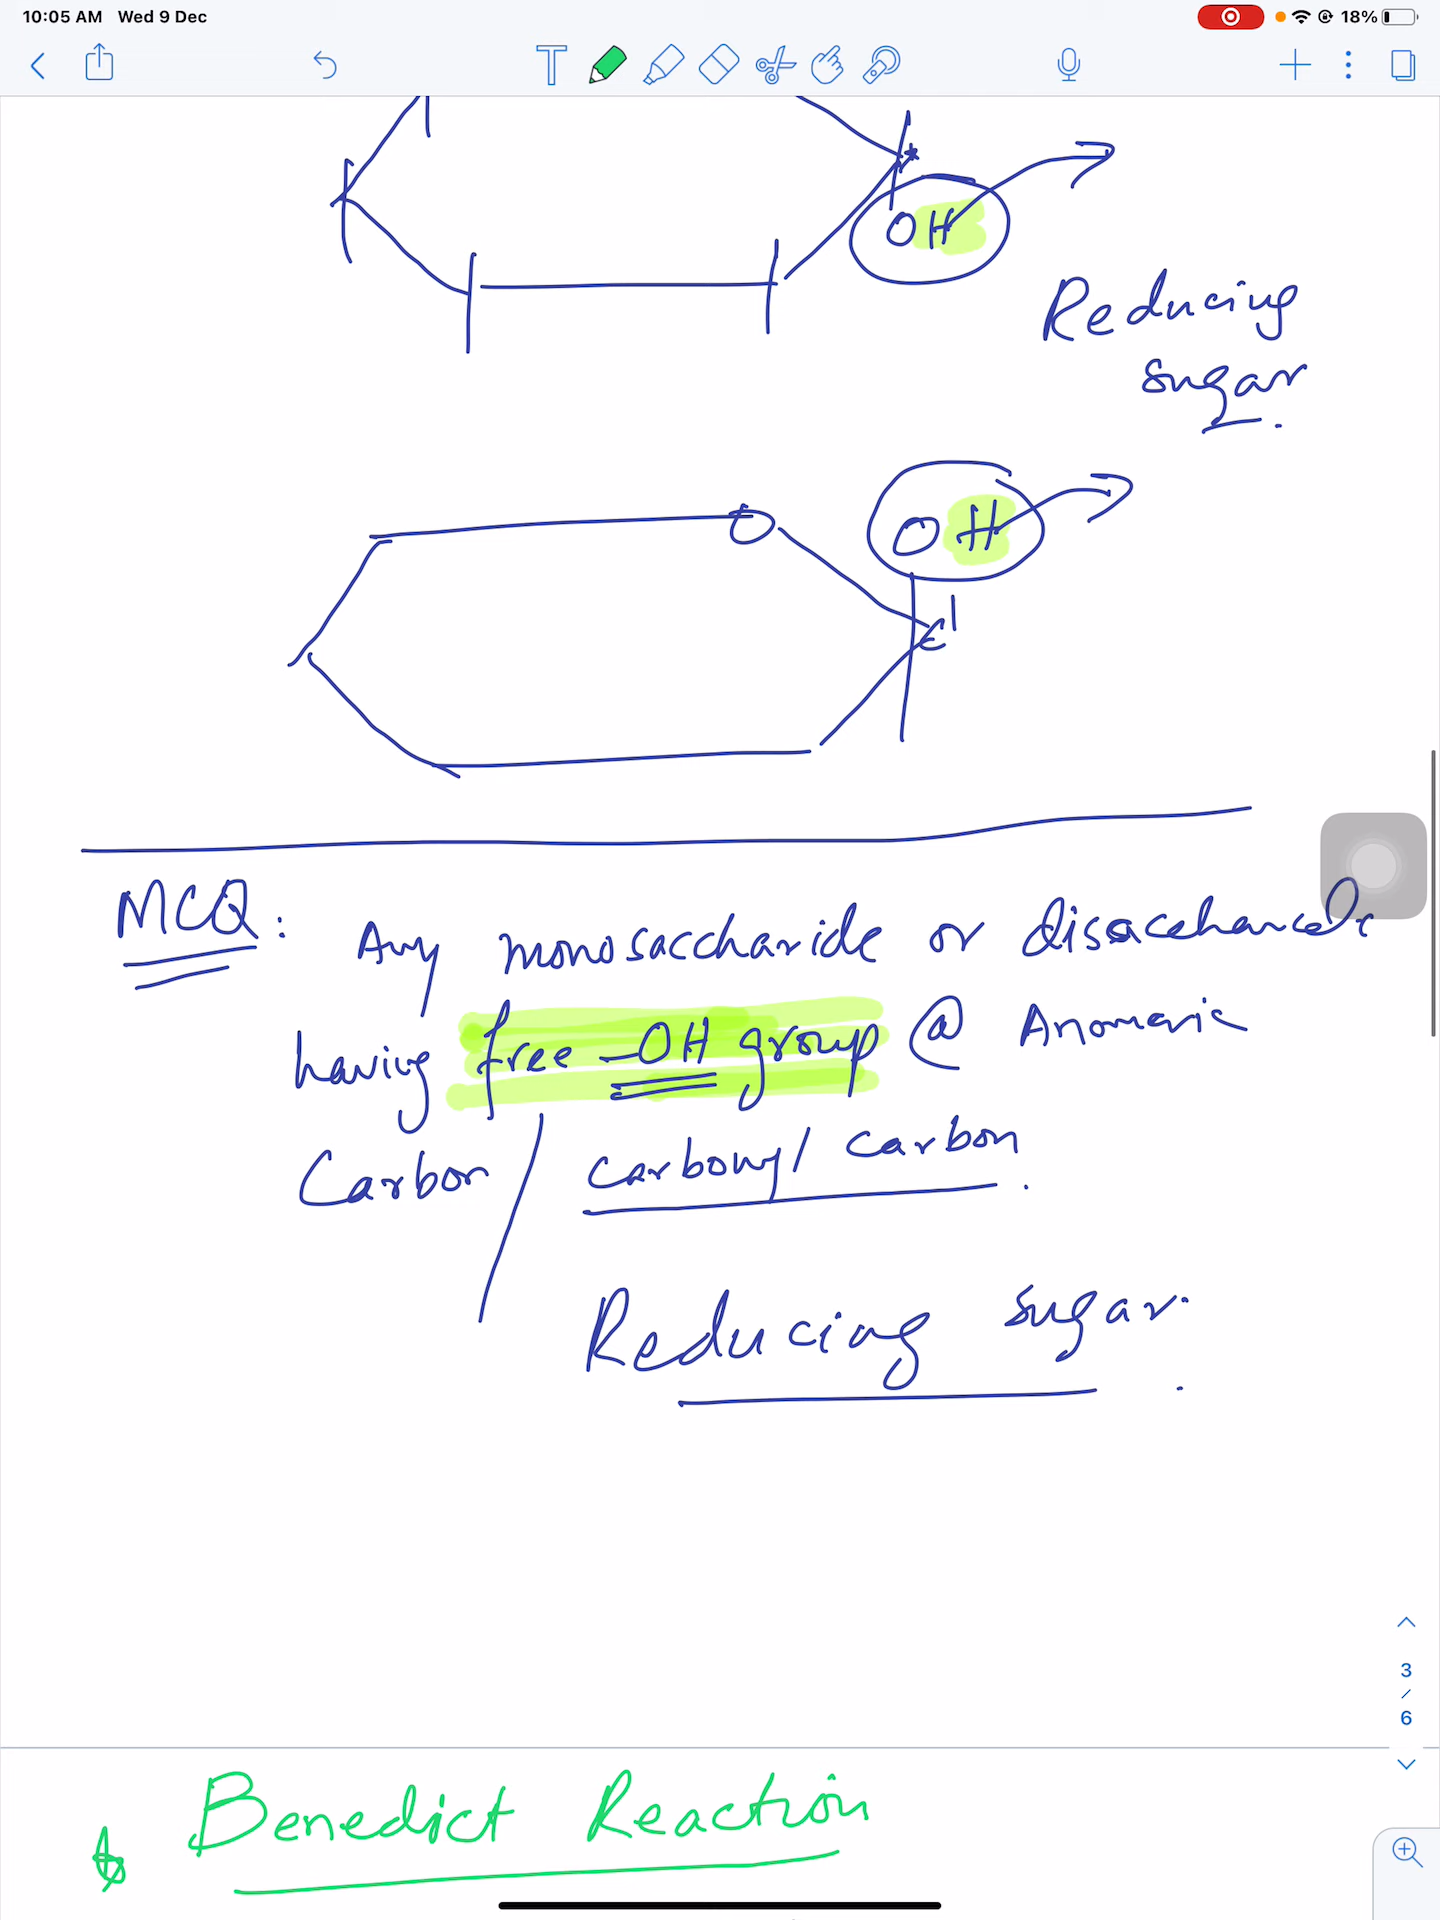 10:05 AM Wed 9 Dec
18%
T
OH
Reducing
sugar
O
OH
C1
MCQ:
Any monosaccharide or disaccharide
having free -OH group @ Anomeric
Carbon / carbonyl carbon.
Reducing sugar.
3
/
6
Benedict Reaction